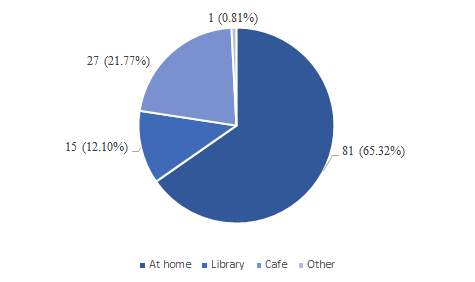 1 (0.81%)
27 (21.77%)
15 (12.10%)
81 (65.32%)
At home Library Cafe Other